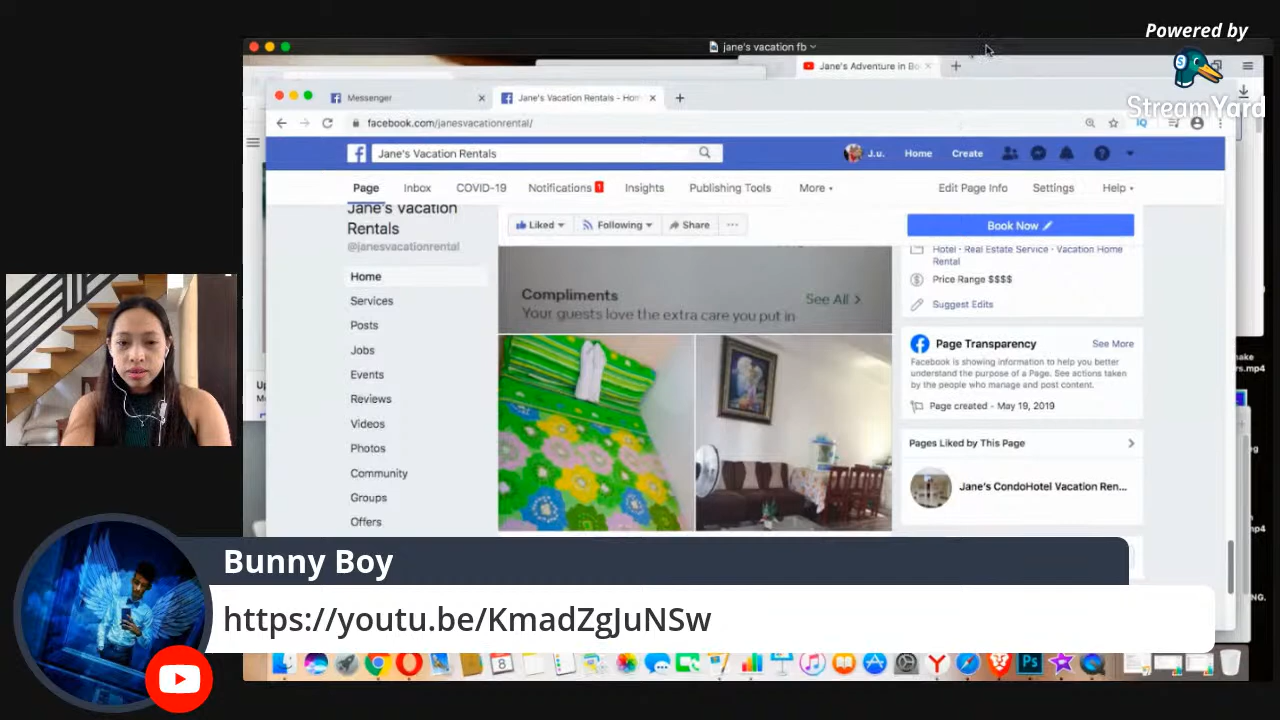 Powered by
StreamYard
jane's vacation fb
Jane's Adventure in Bo
Messenger
Jane's Vacation Rentals - Hom
facebook.com/janesvacationrental/
IQ
Jane's Vacation Rentals
J.u.
Home
Create
Page
Inbox
COVID-19
Notifications 1
Insights
Publishing Tools
More
Edit Page Info
Settings
Help
Jane's Vacation
Rentals
@janesvacationrental
Liked
Following
Share
...
Book Now
Home
Services
Posts
Jobs
Events
Reviews
Videos
Photos
Community
Groups
Offers
Compliments
See All >
Your guests love the extra care you put in
Hotel · Real Estate Service · Vacation Home
Rental
Price Range $$$$
Suggest Edits
Page Transparency
See More
Facebook is showing information to help you better
understand the purpose of a Page. See actions taken
by the people who manage and post content.
Page created - May 19, 2019
Pages Liked by This Page
Jane's CondoHotel Vacation Ren...
Bunny Boy
https://youtu.be/KmadZgJuNSw
8
Ps